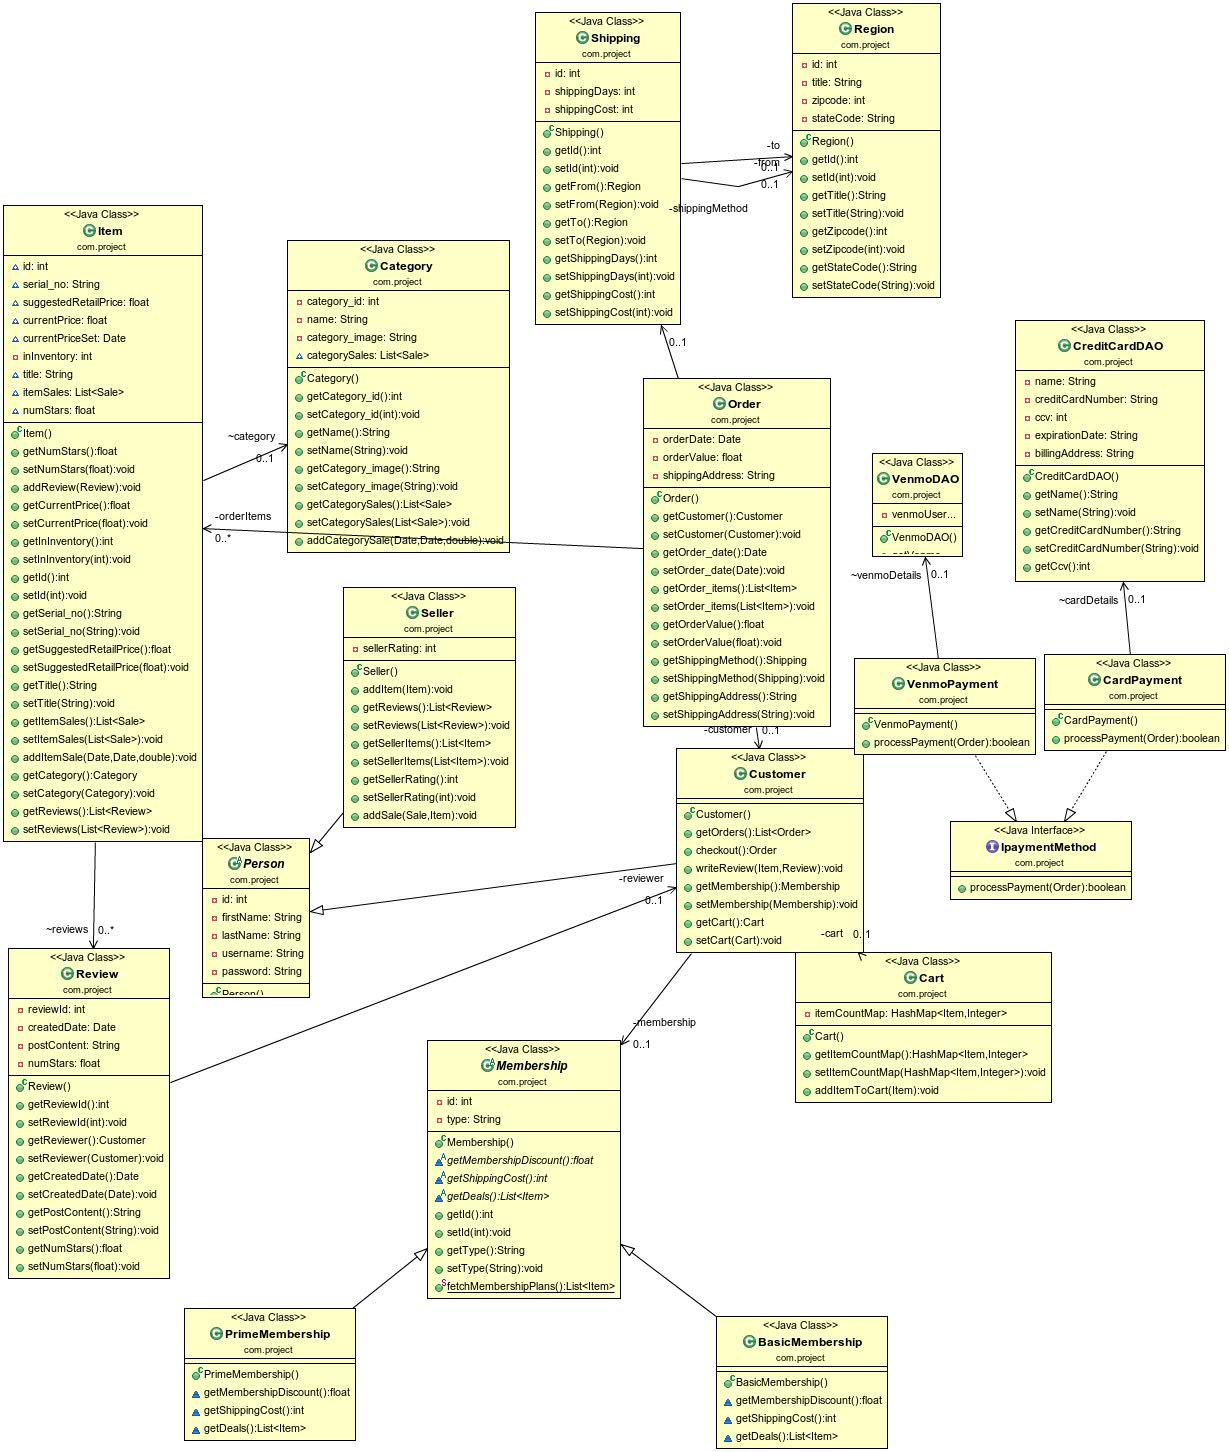 <<Java Class>>
Shipping
com.project
id: int
shippingDays: int
shippingCost: int
Shipping()
getId():int
setId(int):void
getFrom():Region
setFrom(Region):void
getTo():Region
setTo(Region):void
getShippingDays():int
setShippingDays(int):void
getShippingCost():int
setShippingCost(int):void
<<Java Class>>
Region
com.project
id: int
title: String
zipcode: int
stateCode: String
Region()
getId():int
setId(int):void
getTitle():String
setTitle(String):void
getZipcode():int
setZipcode(int):void
getStateCode():String
setStateCode(String):void
-to
0..1
-from
0..1
-shippingMethod
0..1
<<Java Class>>
Item
com.project
id: int
serial_no: String
suggestedRetailPrice: float
currentPrice: float
currentPriceSet: Date
inInventory: int
title: String
itemSales: List<Sale>
numStars: float
Item()
getNumStars():float
setNumStars(float):void
addReview(Review):void
getCurrentPrice():float
setCurrentPrice(float):void
getInInventory():int
setInInventory(int):void
getId():int
setId(int):void
getSerial_no():String
setSerial_no(String):void
getSuggestedRetailPrice():float
setSuggestedRetailPrice(float):void
getTitle():String
setTitle(String):void
getItemSales():List<Sale>
setItemSales(List<Sale>):void
addItemSale(Date,Date,double):void
getCategory():Category
setCategory(Category):void
getReviews():List<Review>
setReviews(List<Review>):void
~category
0..1
<<Java Class>>
Category
com.project
category_id: int
name: String
category_image: String
categorySales: List<Sale>
Category()
getCategory_id():int
setCategory_id(int):void
getName():String
setName(String):void
getCategory_image():String
setCategory_image(String):void
getCategorySales():List<Sale>
setCategorySales(List<Sale>):void
addCategorySale(Date,Date,double):void
-orderItems
0..*
<<Java Class>>
Order
com.project
orderDate: Date
orderValue: float
shippingAddress: String
Order()
getCustomer():Customer
setCustomer(Customer):void
getOrder_date():Date
setOrder_date(Date):void
getOrder_items():List<Item>
setOrder_items(List<Item>):void
getOrderValue():float
setOrderValue(float):void
getShippingMethod():Shipping
setShippingMethod(Shipping):void
getShippingAddress():String
setShippingAddress(String):void
<<Java Class>>
VenmoDAO
com.project
venmoUser...
VenmoDAO()
~venmoDetails
0..1
<<Java Class>>
CreditCardDAO
com.project
name: String
creditCardNumber: String
ccv: int
expirationDate: String
billingAddress: String
CreditCardDAO()
getName():String
setName(String):void
getCreditCardNumber():String
setCreditCardNumber(String):void
getCcv():int
~cardDetails
0..1
<<Java Class>>
Seller
com.project
sellerRating: int
Seller()
addItem(Item):void
getReviews():List<Review>
setReviews(List<Review>):void
getSellerItems():List<Item>
setSellerItems(List<Item>):void
getSellerRating():int
setSellerRating(int):void
addSale(Sale,Item):void
<<Java Class>>
VenmoPayment
com.project
VenmoPayment()
processPayment(Order):boolean
<<Java Class>>
CardPayment
com.project
CardPayment()
processPayment(Order):boolean
<<Java Interface>>
IpaymentMethod
com.project
processPayment(Order):boolean
-customer
0..1
<<Java Class>>
Customer
com.project
Customer()
getOrders():List<Order>
checkout():Order
writeReview(Item,Review):void
getMembership():Membership
setMembership(Membership):void
getCart():Cart
setCart(Cart):void
<<Java Class>>
Person
com.project
id: int
firstName: String
lastName: String
username: String
password: String
Person()
-reviewer
0..1
~reviews
0..*
<<Java Class>>
Review
com.project
reviewId: int
createdDate: Date
postContent: String
numStars: float
Review()
getReviewId():int
setReviewId(int):void
getReviewer():Customer
setReviewer(Customer):void
getCreatedDate():Date
setCreatedDate(Date):void
getPostContent():String
setPostContent(String):void
getNumStars():float
setNumStars(float):void
-cart
0..1
<<Java Class>>
Cart
com.project
itemCountMap: HashMap<Item,Integer>
Cart()
getItemCountMap():HashMap<Item,Integer>
setItemCountMap(HashMap<Item,Integer>):void
addItemToCart(Item):void
-membership
0..1
<<Java Class>>
Membership
com.project
id: int
type: String
Membership()
getMembershipDiscount():float
getShippingCost():int
getDeals():List<Item>
getId():int
setId(int):void
getType():String
setType(String):void
fetchMembershipPlans():List<Item>
<<Java Class>>
PrimeMembership
com.project
PrimeMembership()
getMembershipDiscount():float
getShippingCost():int
getDeals():List<Item>
<<Java Class>>
BasicMembership
com.project
BasicMembership()
getMembershipDiscount():float
getShippingCost():int
getDeals():List<Item>